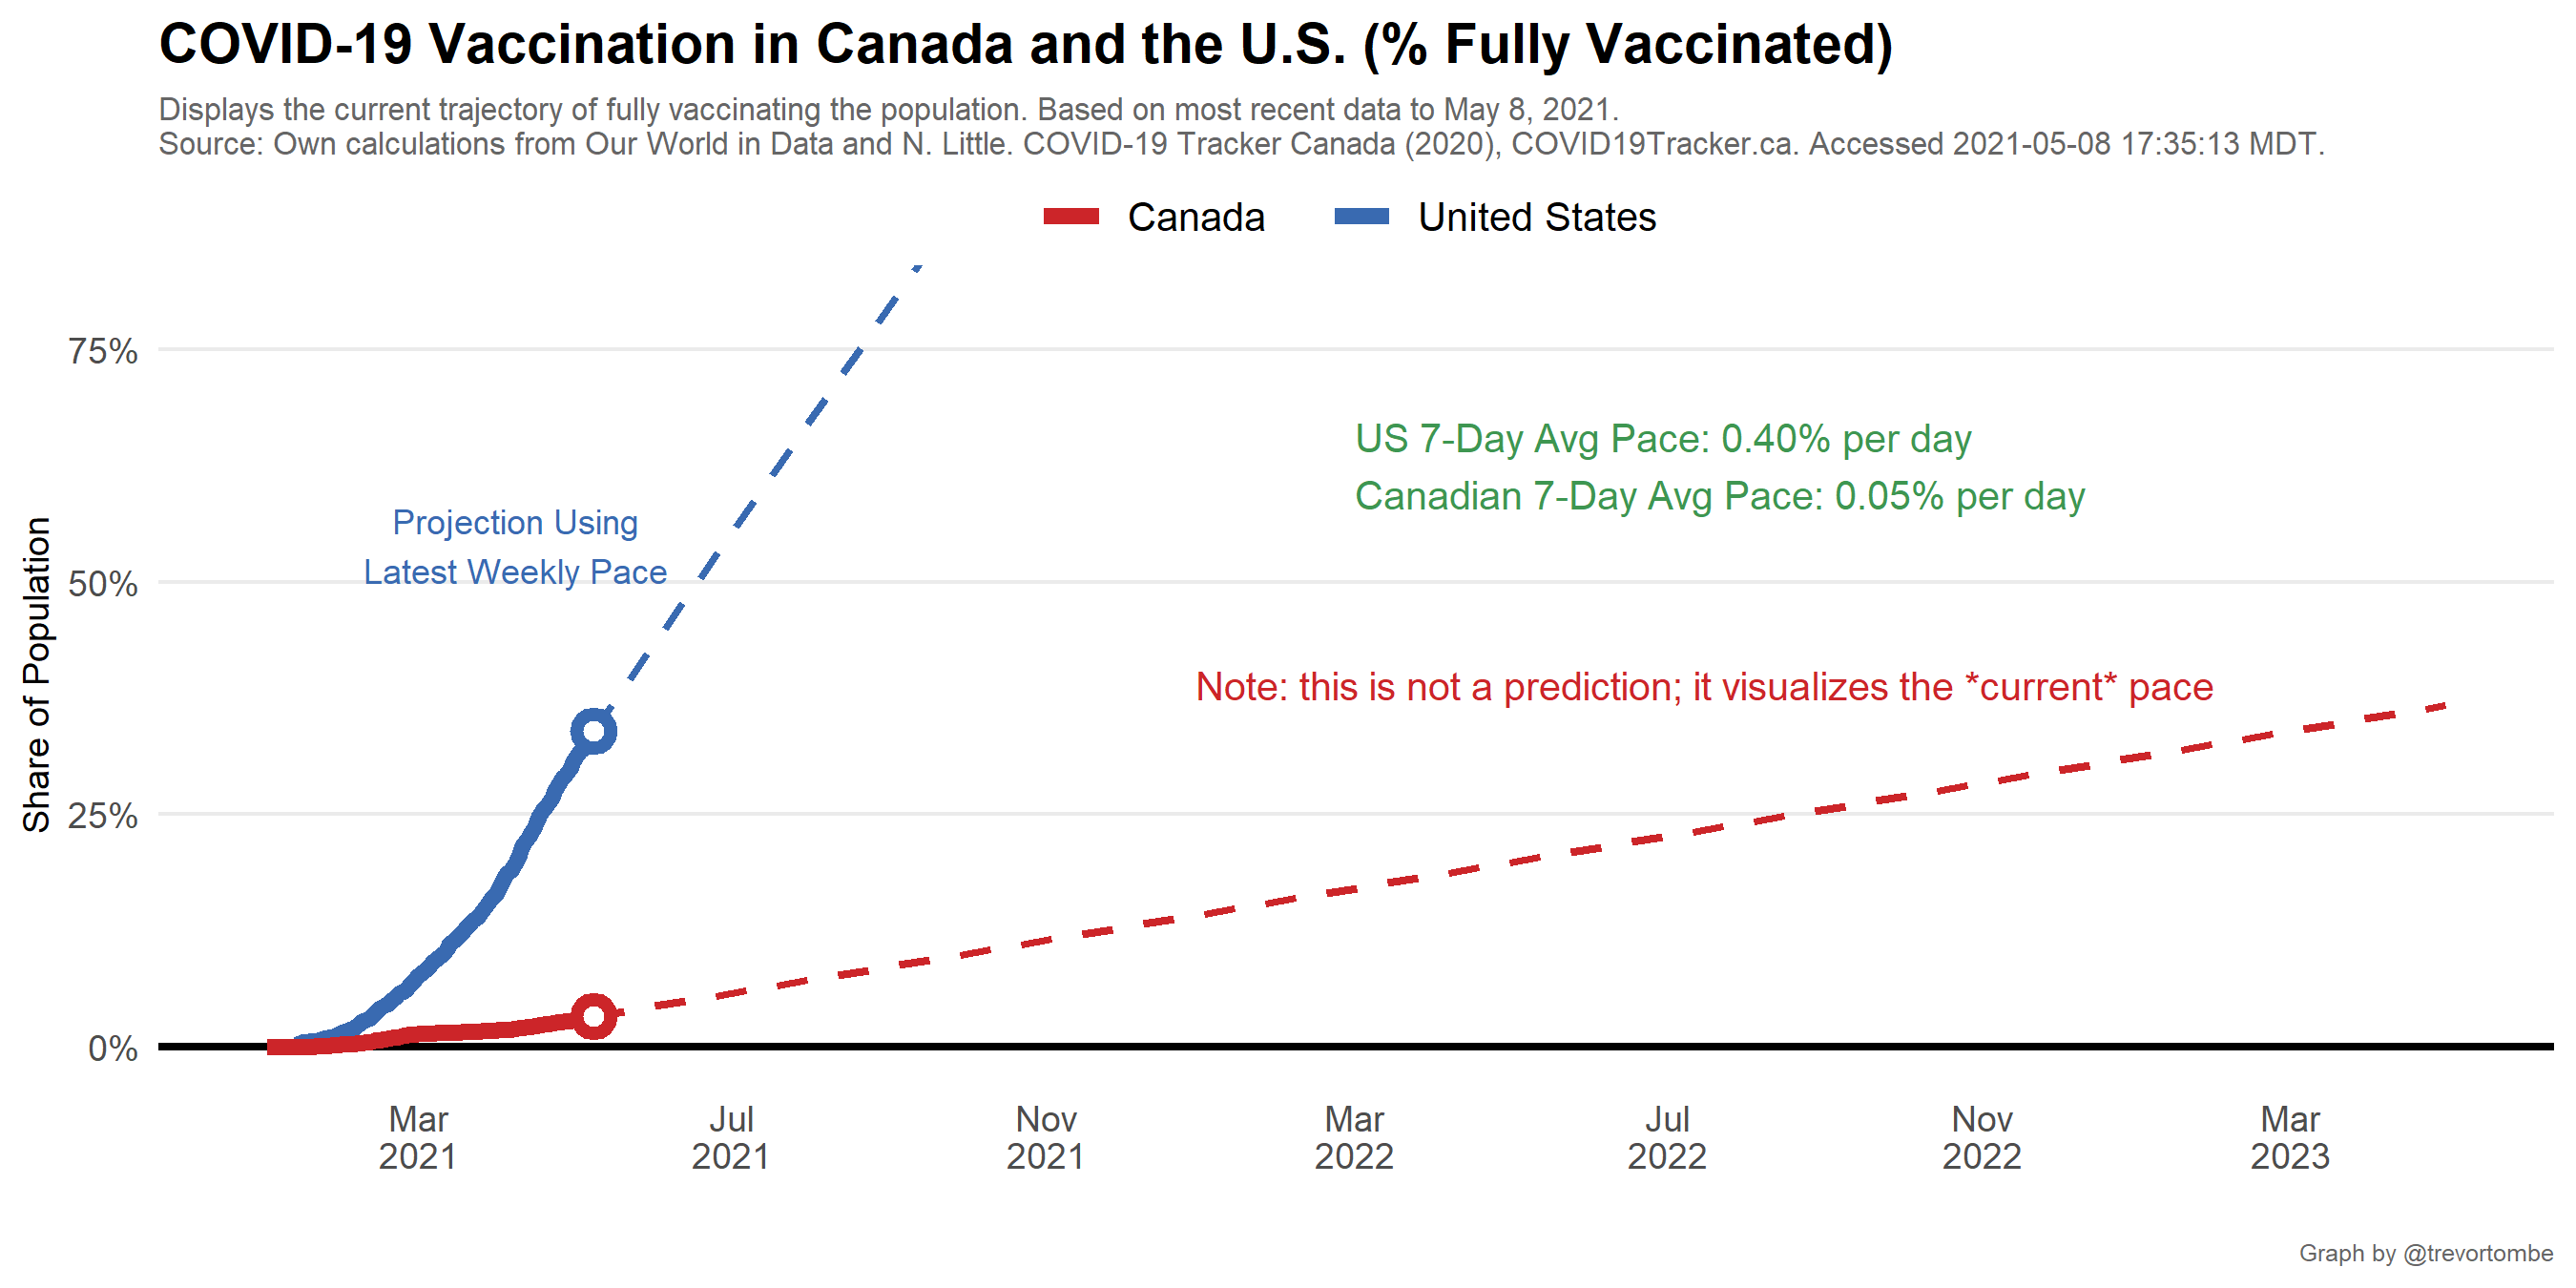 COVID-19 Vaccination in Canada and the U.S. (% Fully Vaccinated)
Displays the current trajectory of fully vaccinating the population. Based on most recent data to May 8, 2021.
Source: Own calculations from Our World in Data and N. Little. COVID-19 Tracker Canada (2020), COVID19Tracker.ca. Accessed 2021-05-08 17:35:13 MDT.
Canada
United States
75%
US 7-Day Avg Pace: 0.40% per day
Canadian 7-Day Avg Pace: 0.05% per day
Projection Using
Latest Weekly Pace
50%
Share of Population
Note: this is not a prediction; it visualizes the *current* pace
25%
0%
Mar
2021
Jul
2021
Nov
2021
Mar
2022
Jul
2022
Nov
2022
Mar
2023
Graph by @trevortombe